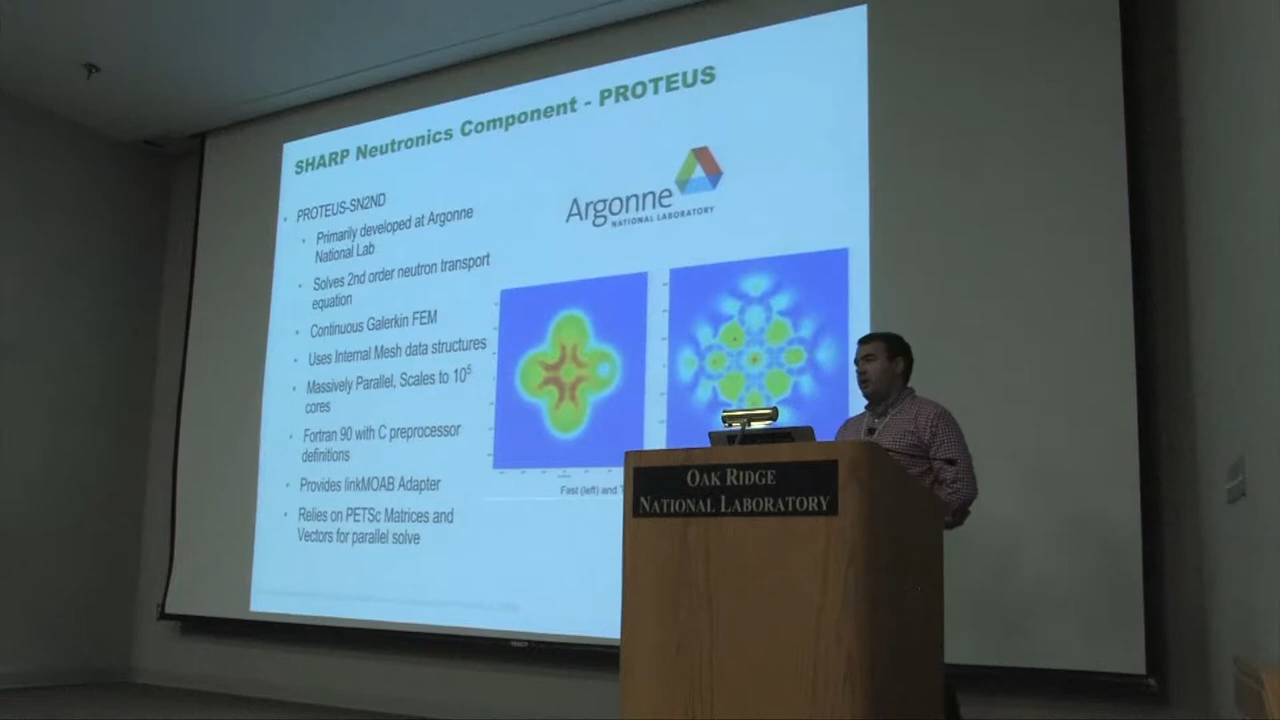 SHARP Neutronics Component - PROTEUS
• PROTEUS-SN2ND
• Primarily developed at Argonne
National Lab
• Solves 2nd order neutron transport
equation
• Continuous Galerkin FEM
• Uses Internal Mesh data structures
• Massively Parallel, Scales to 10⁵
cores
• Fortran 90 with C preprocessor
definitions
• Provides linkMOAB Adapter
• Relies on PETSc Matrices and
Vectors for parallel solve
Argonne
NATIONAL LABORATORY
Fast (left) and
OAK RIDGE
NATIONAL LABORATORY